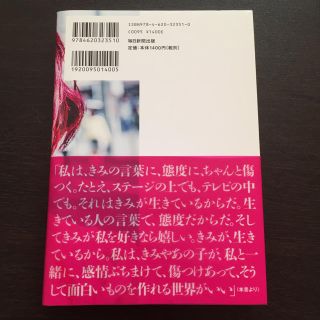 ISBN978-4-620-32351-0
C0095 ¥1400E
毎日新聞出版
定価:本体1400円(税別)
9784620323510
1920095014005
「私は、きみの言葉に、態度に、ちゃんと傷
つく。たとえ、ステージの上でも、テレビの中
でも。それはきみが生きているからだ。生
きている人の言葉で、態度だからだ。そし
てきみが私を好きなら嬉しい。きみが、生き
ているから。私は、きみやあの子が、私と一
緒に、感情ぶちまけて、傷つけあって、そう
して面白いものを作れる世界がいい。」(本書より)